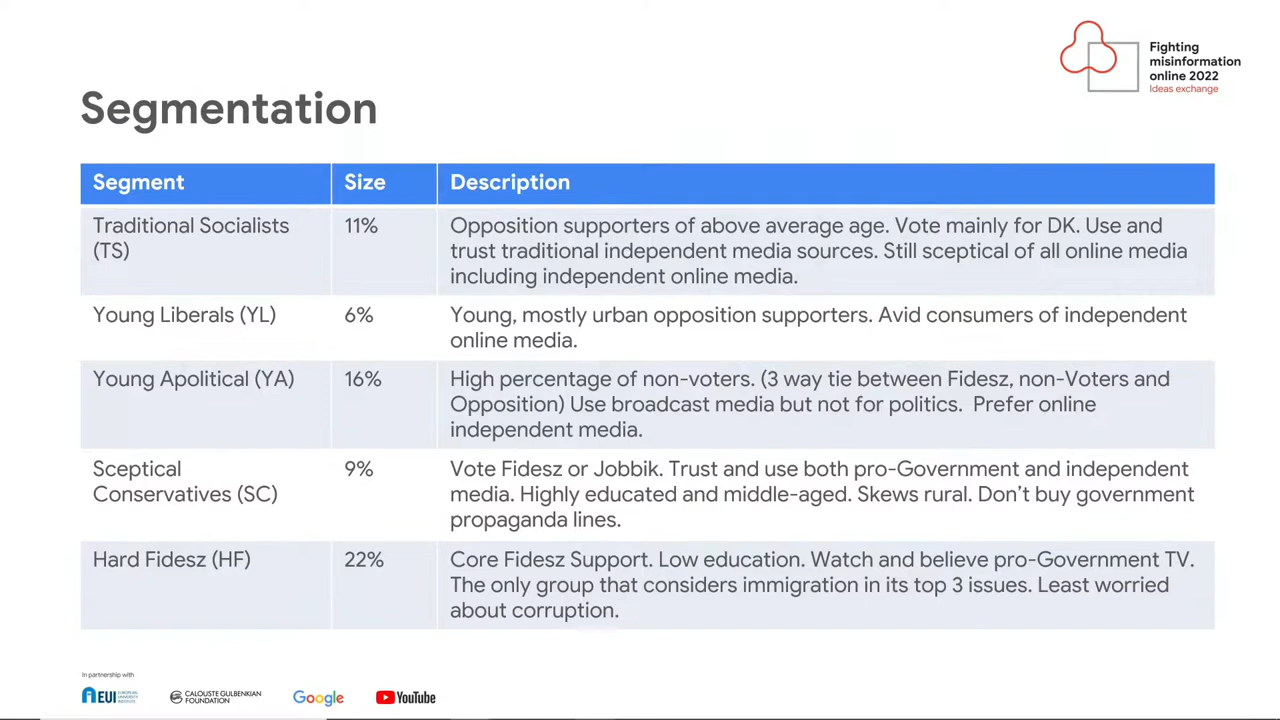 Fighting
misinformation
online 2022
Ideas exchange
Segmentation
Segment Size Description
Traditional Socialists 11% Opposition supporters of above average age. Vote mainly for DK. Use and
(TS) trust traditional independent media sources. Still sceptical of all online media
including independent online media.
Young Liberals (YL) 6% Young, mostly urban opposition supporters. Avid consumers of independent
online media.
Young Apolitical (YA) 16% High percentage of non-voters. (3 way tie between Fidesz, non-Voters and
Opposition) Use broadcast media but not for politics. Prefer online
independent media.
Sceptical 9% Vote Fidesz or Jobbik. Trust and use both pro-Government and independent
Conservatives (SC) media. Highly educated and middle-aged. Skews rural. Don't buy government
propaganda lines.
Hard Fidesz (HF) 22% Core Fidesz Support. Low education. Watch and believe pro-Government TV.
The only group that considers immigration in its top 3 issues. Least worried
about corruption.
In partnership with
EUI EUROPEAN UNIVERSITY INSTITUTE
CALOUSTE GULBENKIAN
FOUNDATION
Google
YouTube